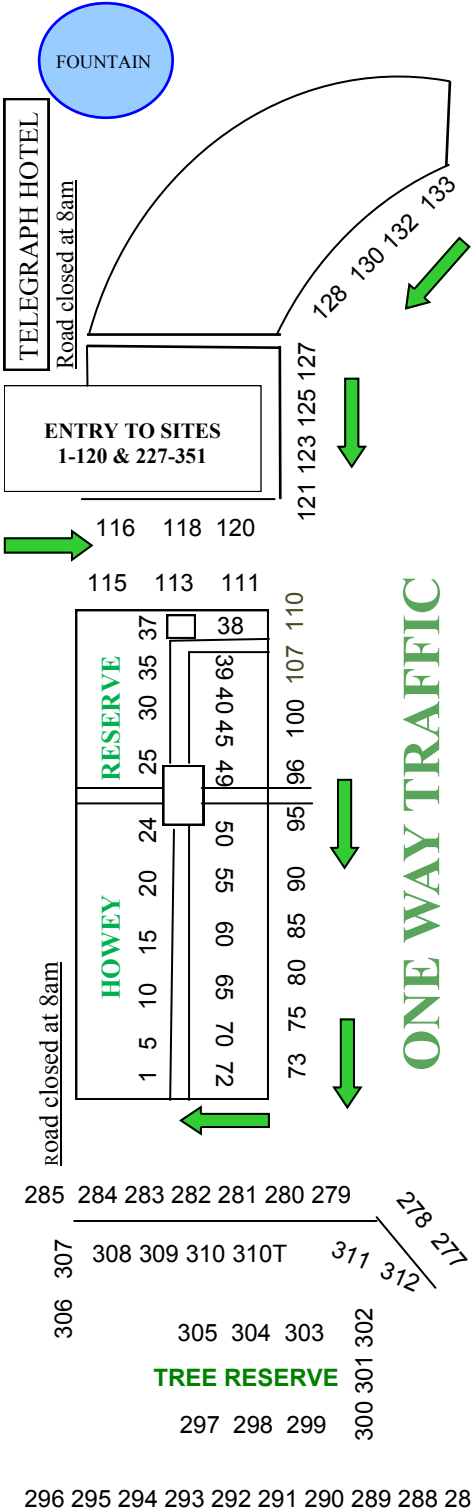 FOUNTAIN
TELEGRAPH HOTEL
Road closed at 8am
133
132
130
128
127
125
123
121
ENTRY TO SITES
1-120 & 227-351
116 118 120
115 113 111
HOWEY RESERVE
1 5 10 15 20 24 25 30 35 37
38
72 70 65 60 55 50 49 45 40 39
73 75 80 85 90 95 96 100 107 110
ONE WAY TRAFFIC
Road closed at 8am
285 284 283 282 281 280 279
278
277
306 307
308 309 310 310T
311
312
305 304 303
300 301 302
TREE RESERVE
297 298 299
296 295 294 293 292 291 290 289 288 28